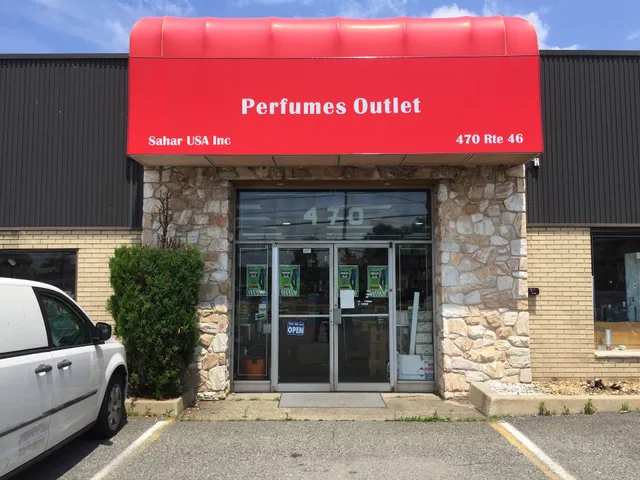 Perfumes Outlet
Sahar USA Inc
470 Rte 46
470
OPEN